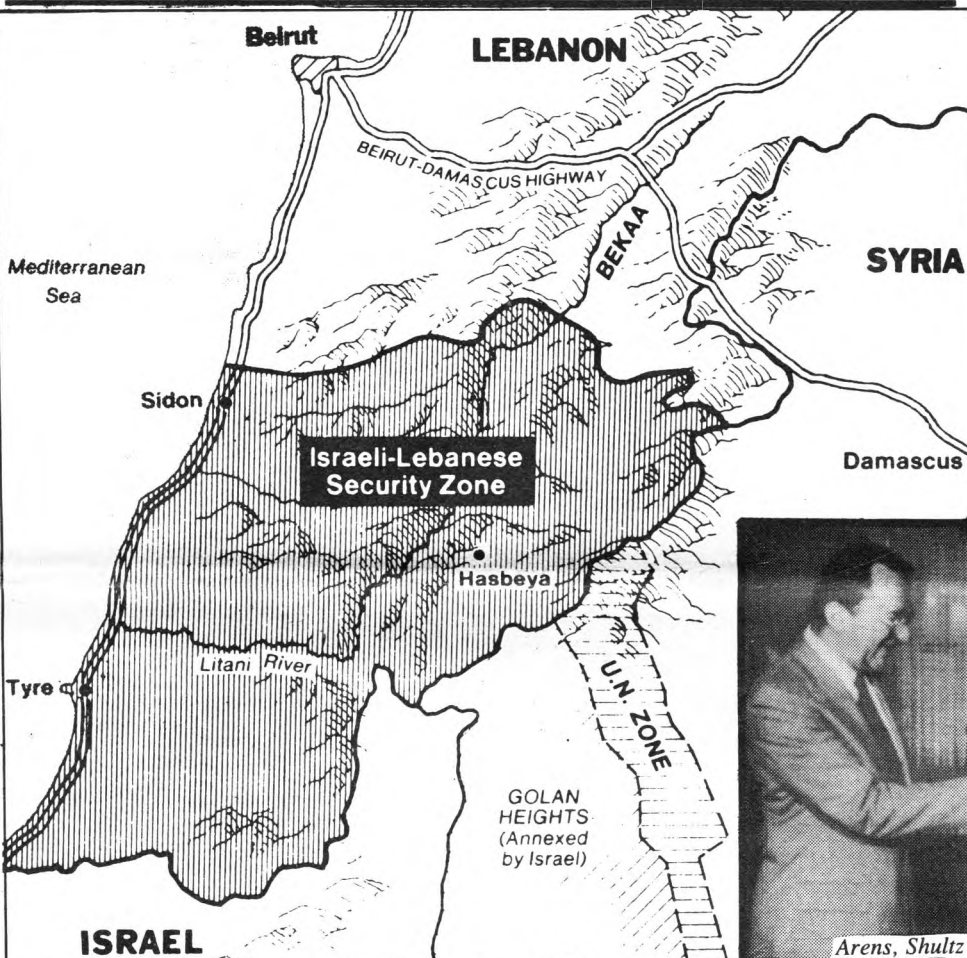 Beirut
LEBANON
BEIRUT-DAMASCUS HIGHWAY
BEKAA
SYRIA
Mediterranean
Sea
Sidon
Israeli-Lebanese
Security Zone
Damascus
Hasbeya
Litani River
Tyre
U.N. ZONE
GOLAN
HEIGHTS
(Annexed
by Israel)
ISRAEL
Arens, Shultz